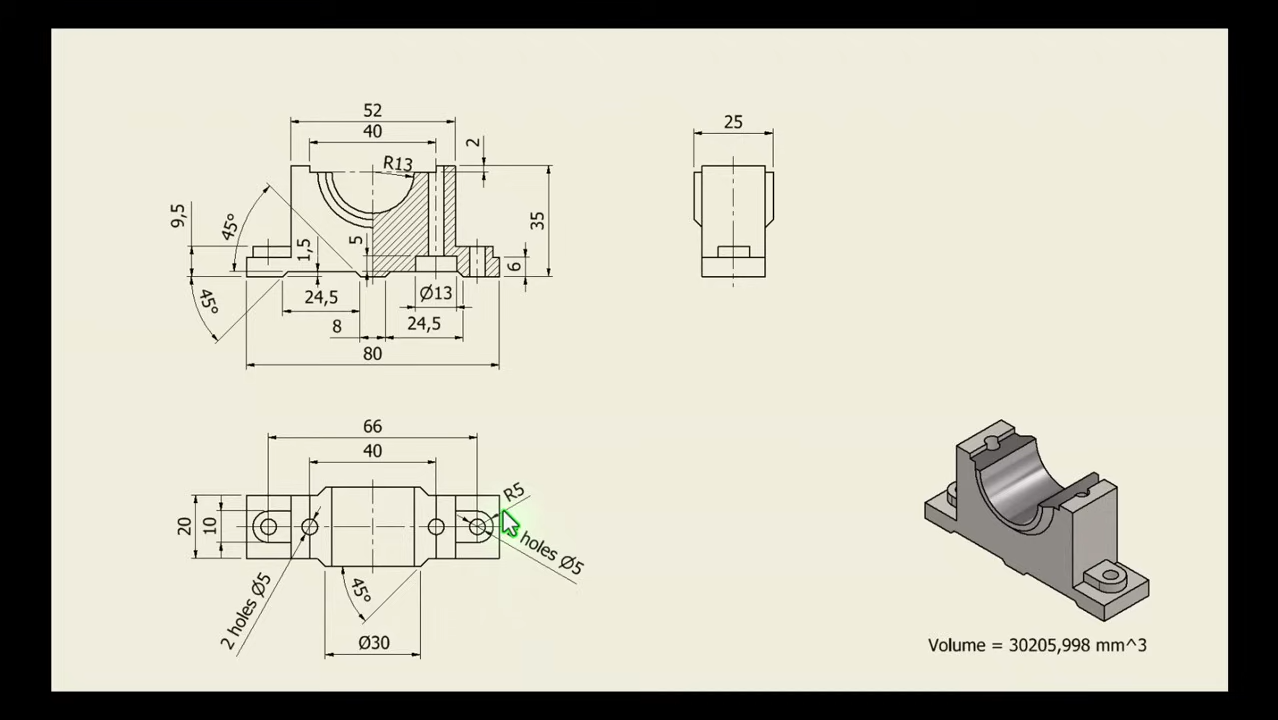 52
40
2
R13
9,5
45°
1,5
5
35
6
45°
24,5
Ø13
8
24,5
80
25
66
40
R5
20
10
holes Ø5
2 holes Ø5
45°
Ø30
Volume = 30205,998 mm^3